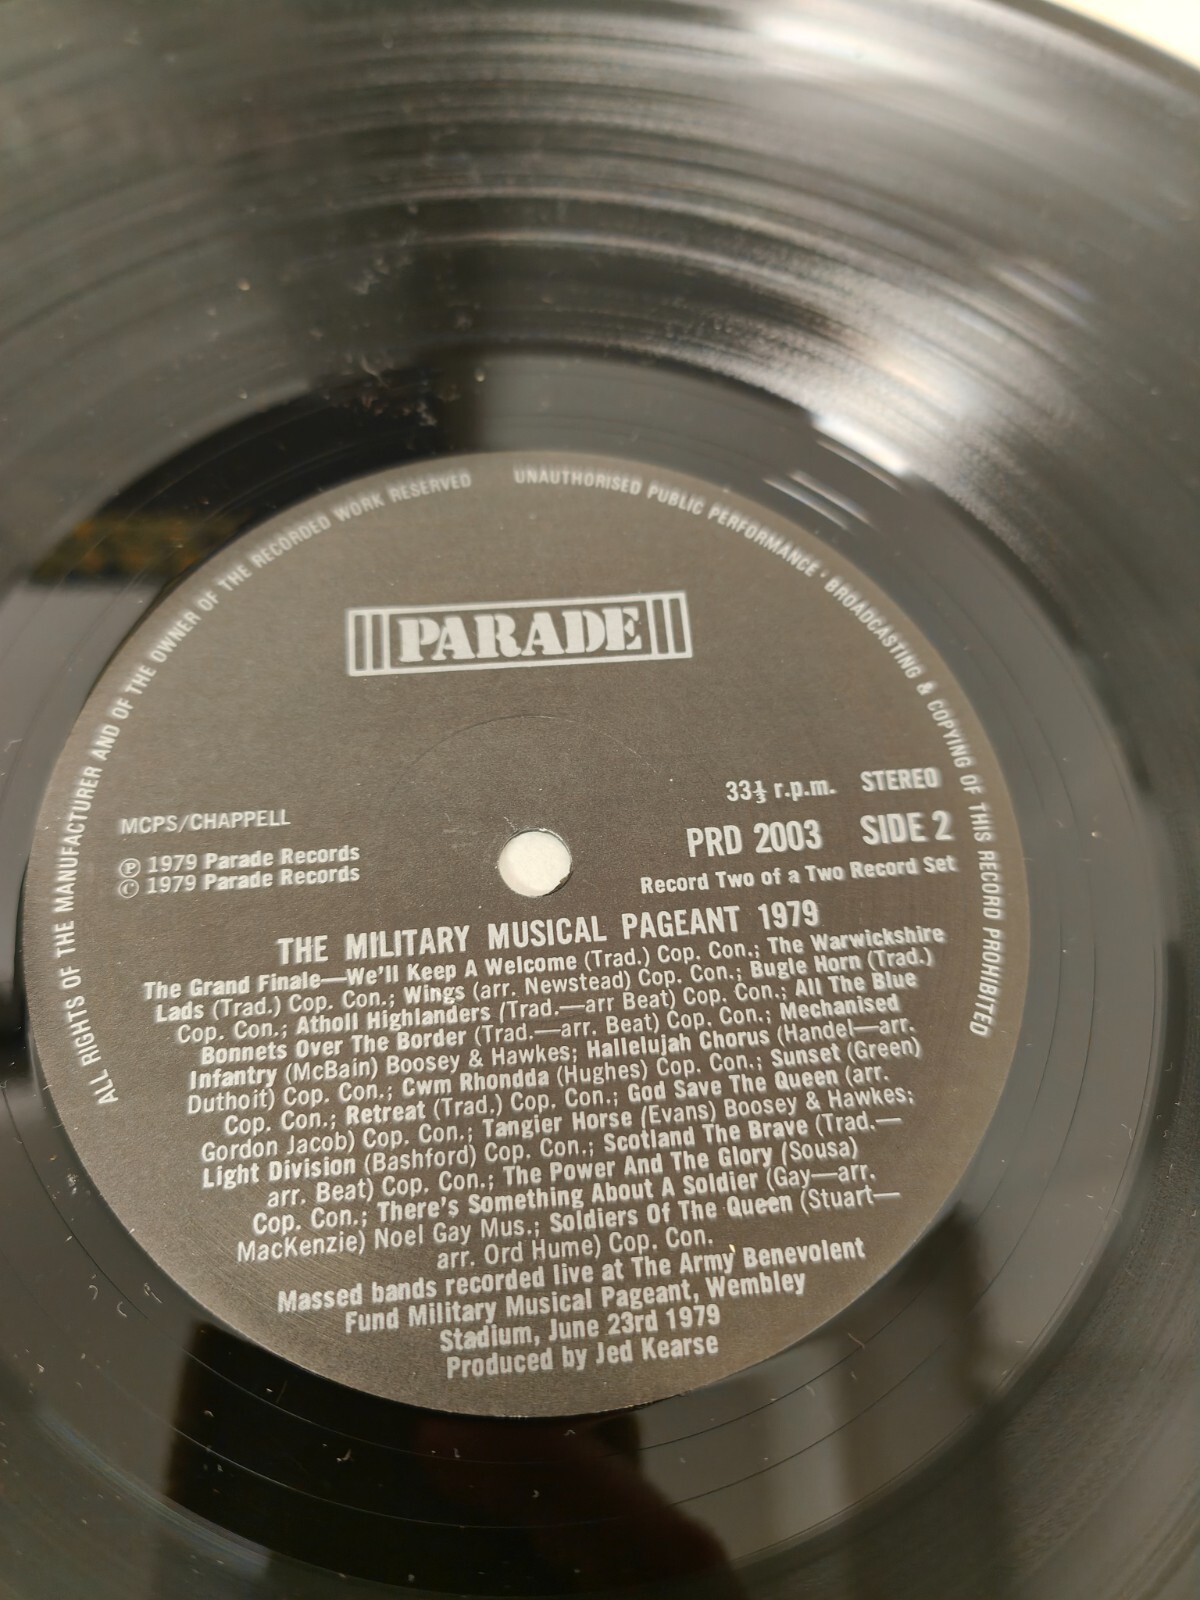 ALL RIGHTS OF THE MANUFACTURER AND OF THE OWNER OF THE RECORDED WORK RESERVED
UNAUTHORISED PUBLIC PERFORMANCE · BROADCASTING & COPYING OF THIS RECORD PROHIBITED
PARADE
33⅓ r.p.m. STEREO
MCPS/CHAPPELL
PRD 2003 SIDE 2
Ⓟ 1979 Parade Records
© 1979 Parade Records
Record Two of a Two Record Set
THE MILITARY MUSICAL PAGEANT 1979
The Grand Finale—We'll Keep A Welcome (Trad.) Cop. Con.; The Warwickshire
Lads (Trad.) Cop. Con.; Wings (arr. Newstead) Cop. Con.; Bugle Horn (Trad.)
Cop. Con.; Atholl Highlanders (Trad.—arr Beat) Cop. Con.; All The Blue
Bonnets Over The Border (Trad.—arr. Beat) Cop. Con.; Mechanised
Infantry (McBain) Boosey & Hawkes; Hallelujah Chorus (Handel—arr.
Duthoit) Cop. Con.; Cwm Rhondda (Hughes) Cop. Con.; Sunset (Green)
Cop. Con.; Retreat (Trad.) Cop. Con.; God Save The Queen (arr.
Gordon Jacob) Cop. Con.; Tangier Horse (Evans) Boosey & Hawkes;
Light Division (Bashford) Cop. Con.; Scotland The Brave (Trad.—
arr. Beat) Cop. Con.; The Power And The Glory (Sousa)
Cop. Con.; There's Something About A Soldier (Gay—arr.
MacKenzie) Noel Gay Mus.; Soldiers Of The Queen (Stuart—
arr. Ord Hume) Cop. Con.
Massed bands recorded live at The Army Benevolent
Fund Military Musical Pageant, Wembley
Stadium, June 23rd 1979
Produced by Jed Kearse